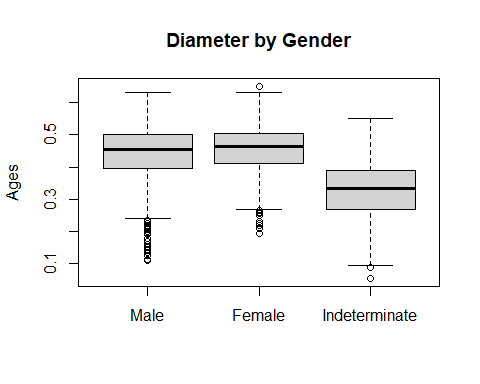 Diameter by Gender
Ages
0.5
0.3
0.1
Male Female Indeterminate